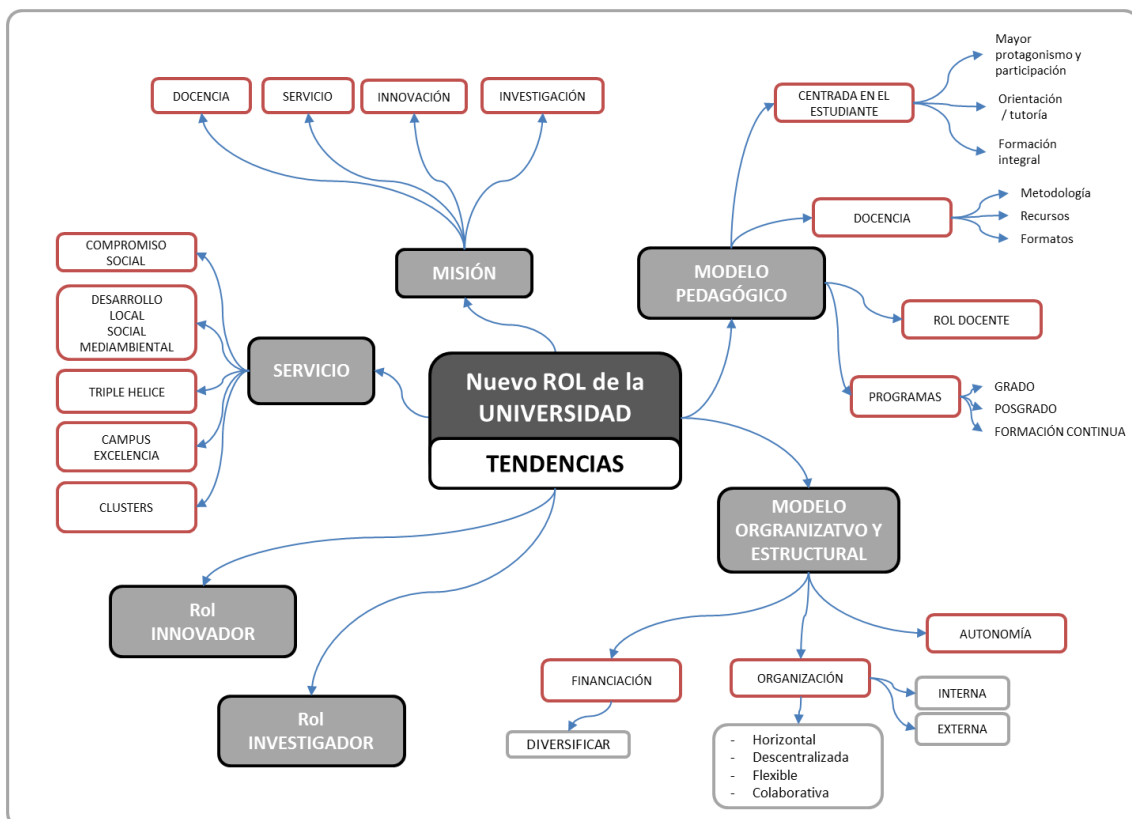 DOCENCIA
SERVICIO
INNOVACIÓN
INVESTIGACIÓN
MISIÓN
COMPROMISO
SOCIAL
DESARROLLO
LOCAL
SOCIAL
MEDIAMBIENTAL
TRIPLE HELICE
CAMPUS
EXCELENCIA
CLUSTERS
SERVICIO
Nuevo ROL de la
UNIVERSIDAD
TENDENCIAS
MODELO
PEDAGÓGICO
CENTRADA EN EL
ESTUDIANTE
Mayor
protagonismo y
participación
Orientación
/ tutoría
Formación
integral
DOCENCIA
Metodología
Recursos
Formatos
ROL DOCENTE
PROGRAMAS
GRADO
POSGRADO
FORMACIÓN CONTINUA
MODELO
ORGRANIZATVO Y
ESTRUCTURAL
AUTONOMÍA
FINANCIACIÓN
DIVERSIFICAR
ORGANIZACIÓN
INTERNA
EXTERNA
- Horizontal
- Descentralizada
- Flexible
- Colaborativa
Rol
INNOVADOR
Rol
INVESTIGADOR